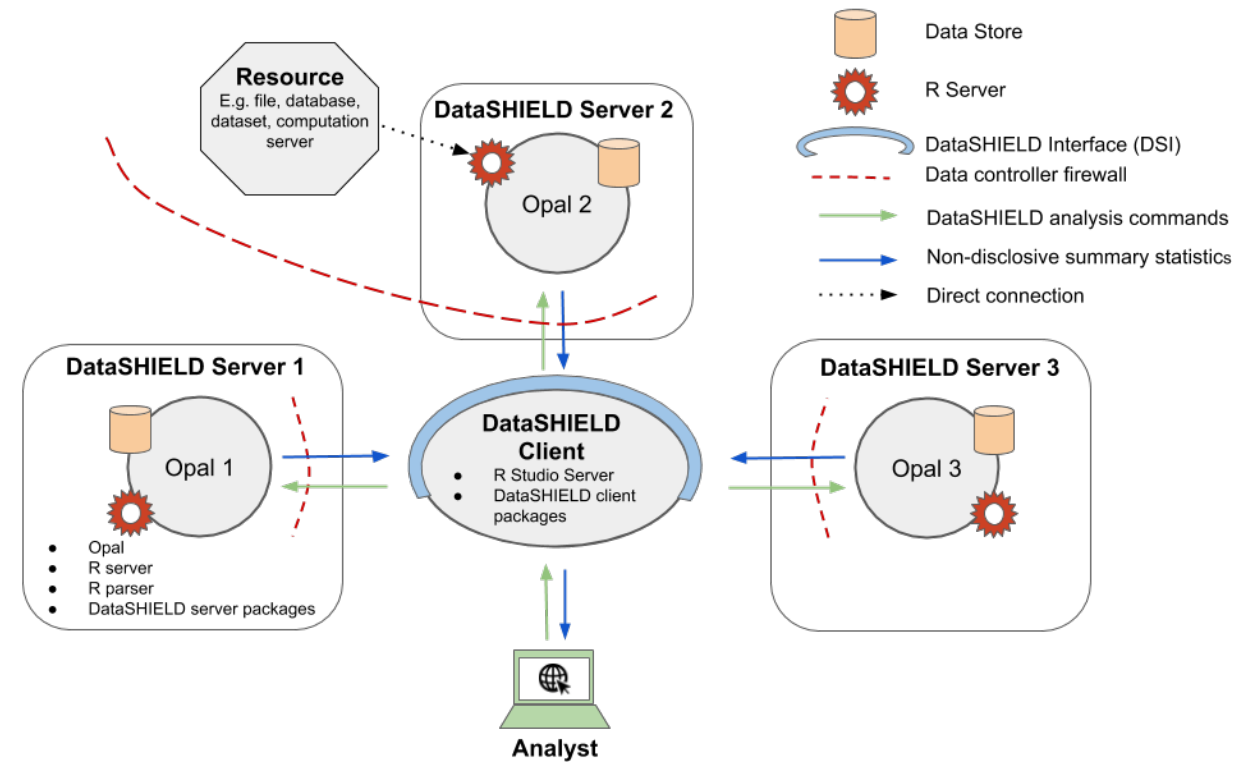 Resource
E.g. file, database,
dataset, computation
server
DataSHIELD Server 2
Opal 2
Data Store
R Server
DataSHIELD Interface (DSI)
Data controller firewall
DataSHIELD analysis commands
Non-disclosive summary statistics
Direct connection
DataSHIELD Server 1
Opal 1
● Opal
● R server
● R parser
● DataSHIELD server packages
DataSHIELD
Client
● R Studio Server
● DataSHIELD client
packages
DataSHIELD Server 3
Opal 3
Analyst